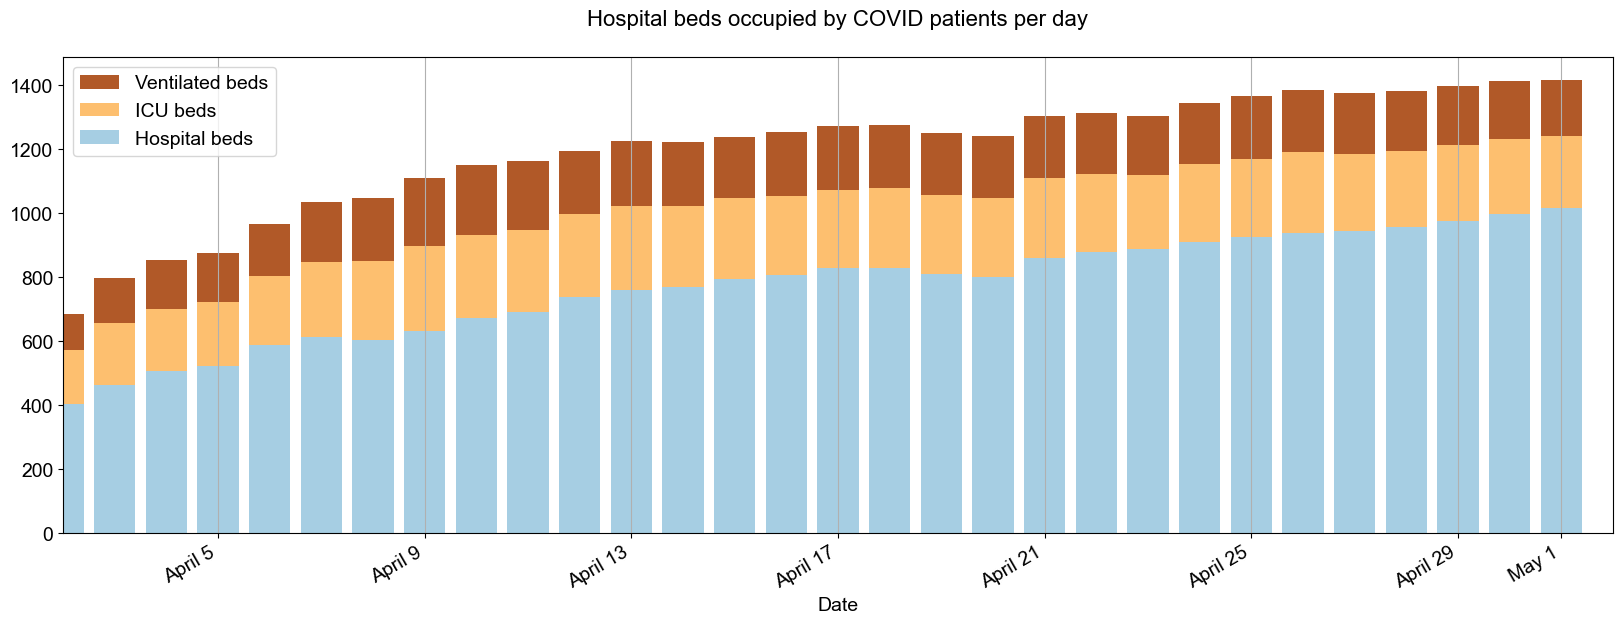 Hospital beds occupied by COVID patients per day
Ventilated beds
ICU beds
Hospital beds
1400
1200
1000
800
600
400
200
0
April 5
April 9
April 13
April 17
April 21
April 25
April 29
May 1
Date